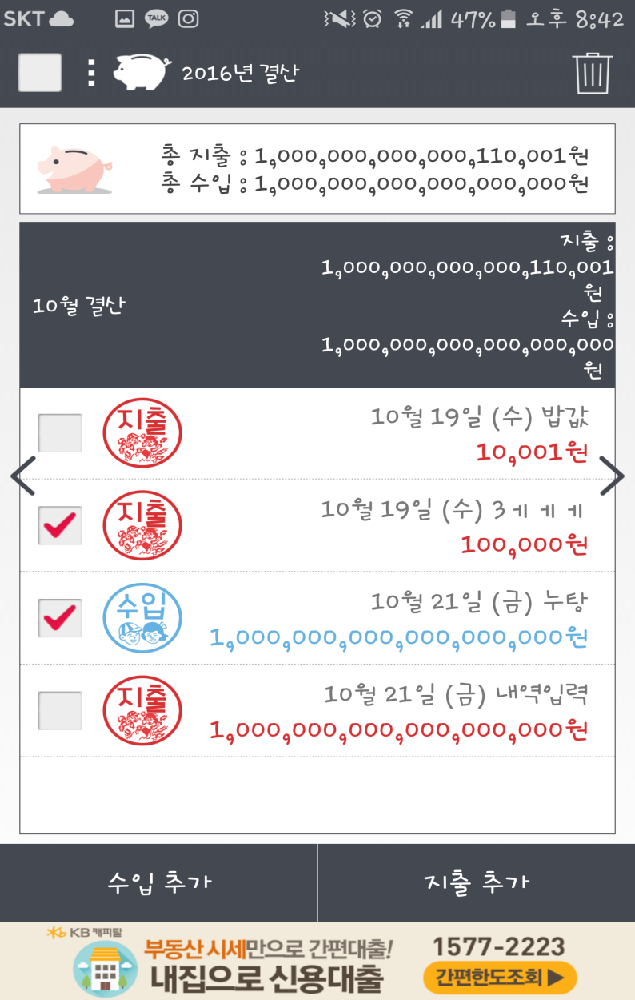 SKT TALK 47% 오후 8:42
2016년 결산
총 지출 : 1,000,000,000,000,110,001원
총 수입 : 1,000,000,000,000,000,000원
10월 결산
지출 :
1,000,000,000,000,110,001
원
수입 :
1,000,000,000,000,000,000
원
지출
10월 19일 (수) 밥값
10,001원
지출
10월 19일 (수) 3ㅔㅔㅔ
100,000원
수입
10월 21일 (금) 누탕
1,000,000,000,000,000,000원
지출
10월 21일 (금) 내역입력
1,000,000,000,000,000,000원
수입 추가
지출 추가
KB 캐피탈
부동산 시세만으로 간편대출!
내집으로 신용대출
1577-2223
간편한도조회▶